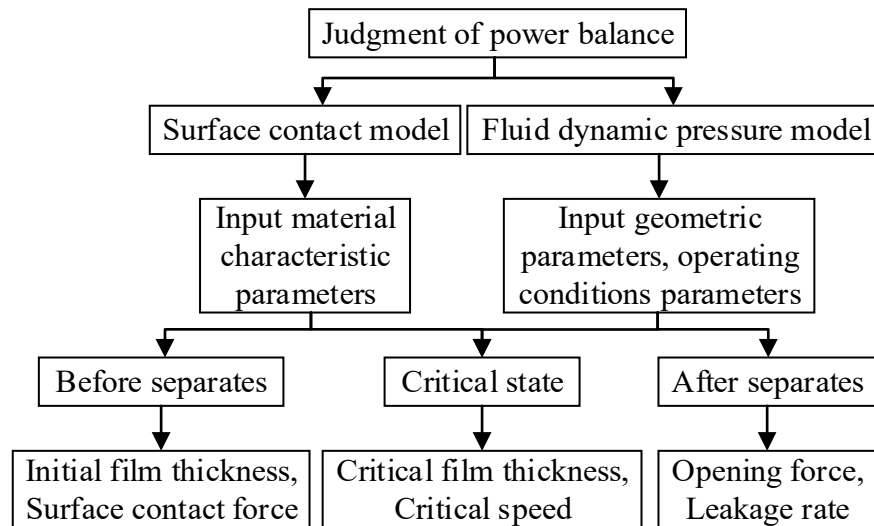 Judgment of power balance
Surface contact model
Fluid dynamic pressure model
Input material
characteristic
parameters
Input geometric
parameters, operating
conditions parameters
Before separates
Critical state
After separates
Initial film thickness,
Surface contact force
Critical film thickness,
Critical speed
Opening force,
Leakage rate